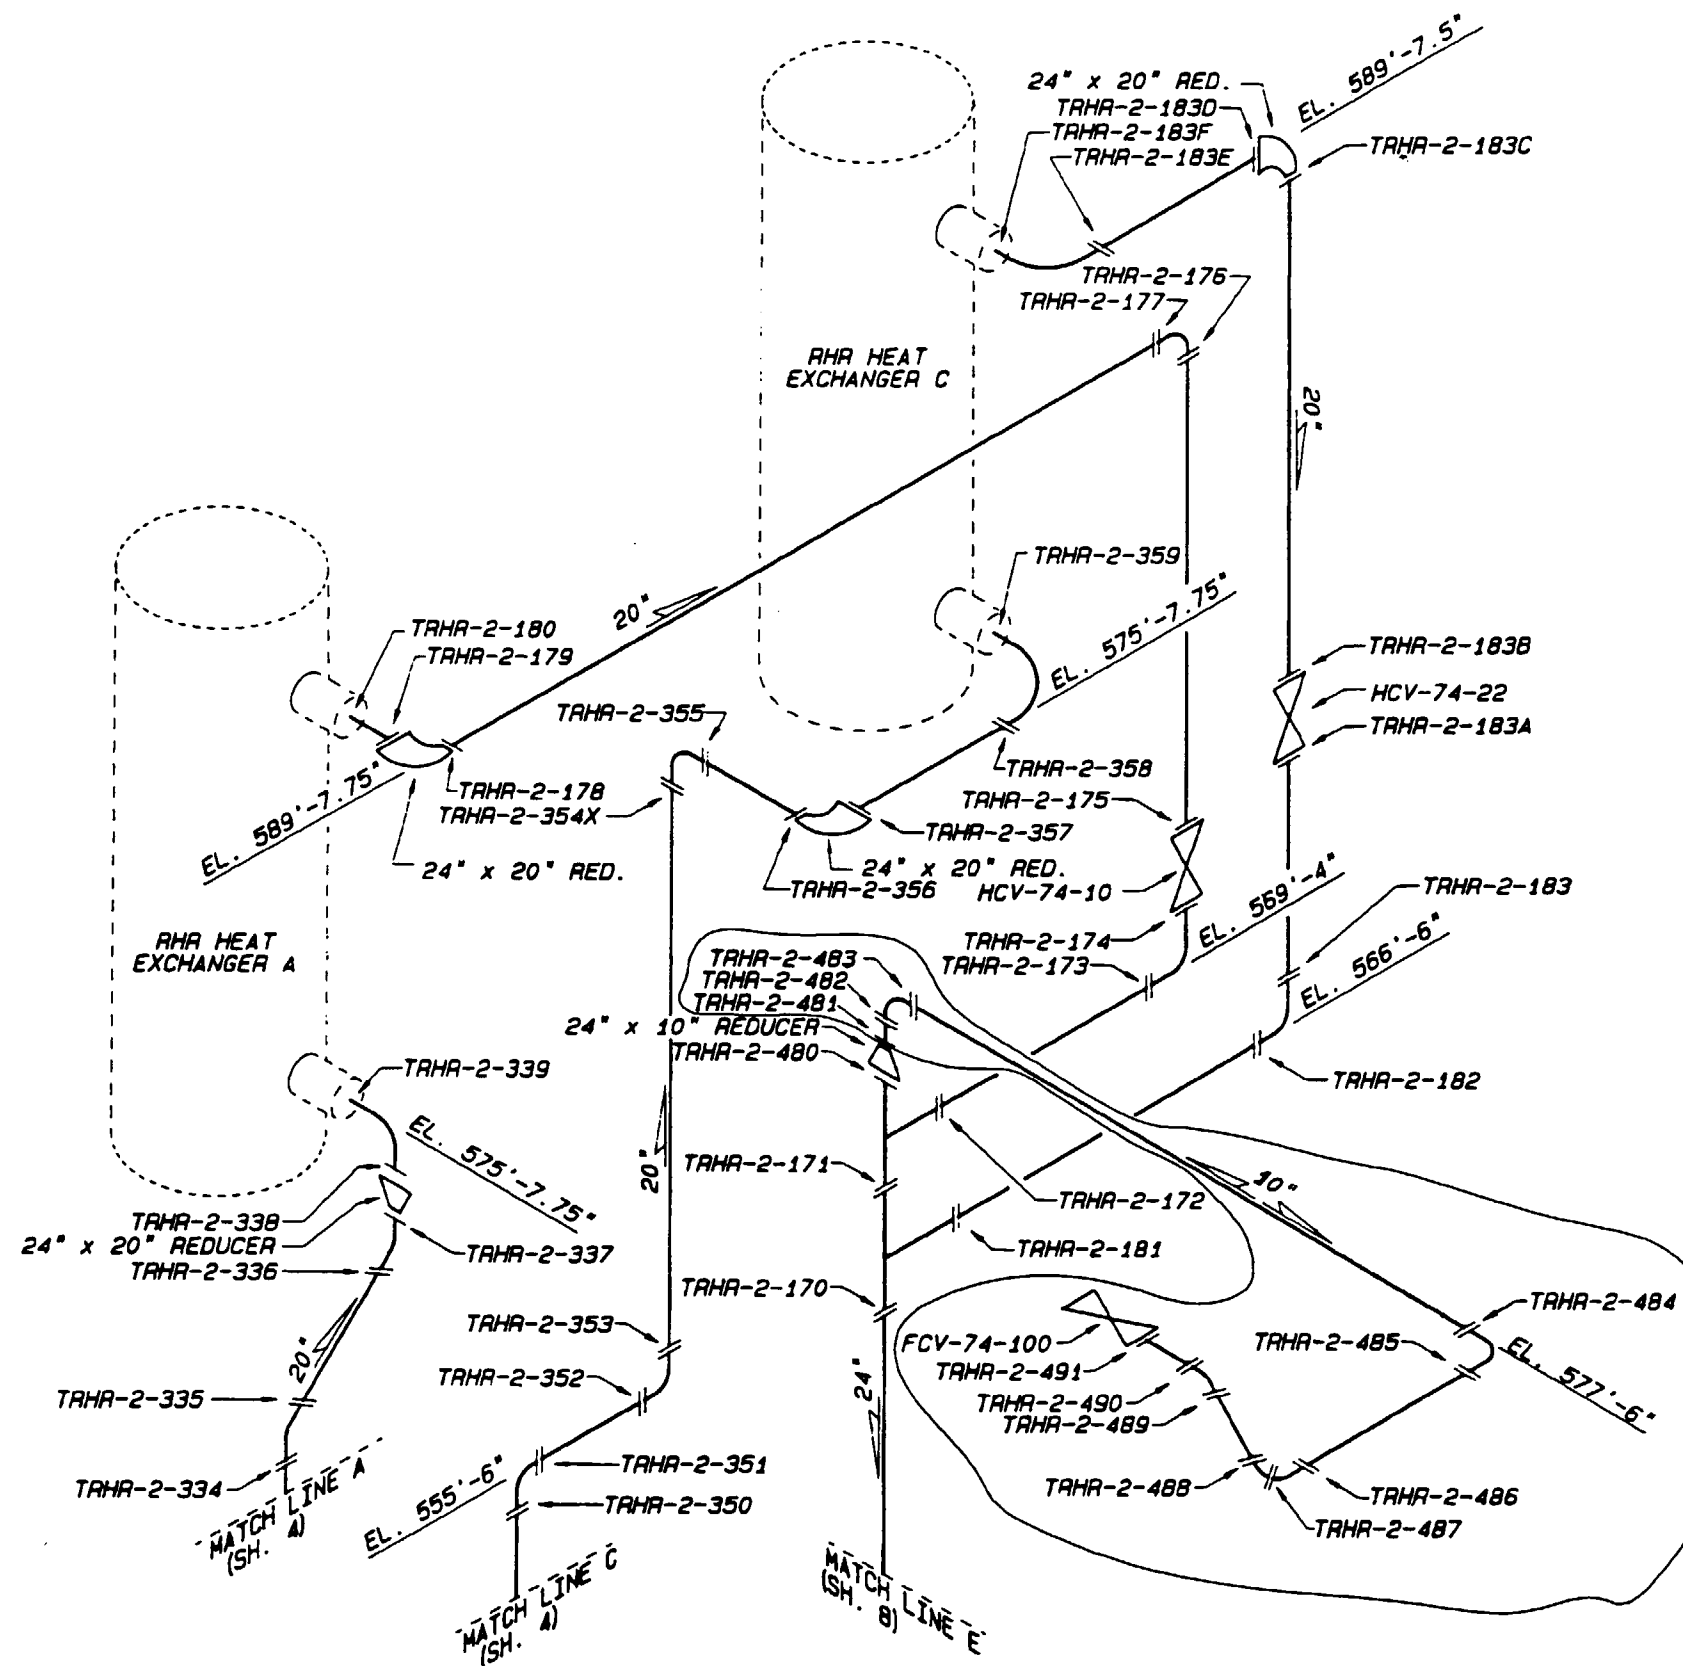 EL. 589'-7.5"
24" x 20" RED.
TRHR-2-183D
TRHR-2-183F
TRHR-2-183C
TRHR-2-183E
TRHR-2-176
TRHR-2-177
RHR HEAT
EXCHANGER C
20"
TRHR-2-359
20"
EL. 575'-7.75"
TRHR-2-180
TRHR-2-179
TRHR-2-183B
HCV-74-22
TRHR-2-183A
TRHR-2-355
TRHR-2-358
TRHR-2-178
TRHR-2-354X
TRHR-2-175
TRHR-2-357
EL. 589'-7.75"
24" x 20" RED.
24" x 20" RED.
TRHR-2-356
HCV-74-10
TRHR-2-183
EL. 569'-4"
RHR HEAT
EXCHANGER A
TRHR-2-174
TRHR-2-173
EL. 566'-6"
TRHR-2-483
TRHR-2-482
TRHR-2-481
24" x 10" REDUCER
TRHR-2-480
TRHR-2-339
TRHR-2-182
EL. 575'-7.75"
20"
TRHR-2-171
TRHR-2-172
10"
TRHR-2-338
24" x 20" REDUCER
TRHR-2-337
TRHR-2-336
TRHR-2-181
TRHR-2-170
TRHR-2-484
TRHR-2-353
FCV-74-100
TRHR-2-485
20"
TRHR-2-491
EL. 577'-6"
TRHR-2-352
24"
TRHR-2-335
TRHR-2-490
TRHR-2-489
TRHR-2-351
TRHR-2-334
TRHR-2-350
TRHR-2-488
TRHR-2-486
TRHR-2-487
EL. 555'-6"
MATCH LINE A
(SH. 4)
MATCH LINE C
(SH. 4)
MATCH LINE E
(SH. 8)